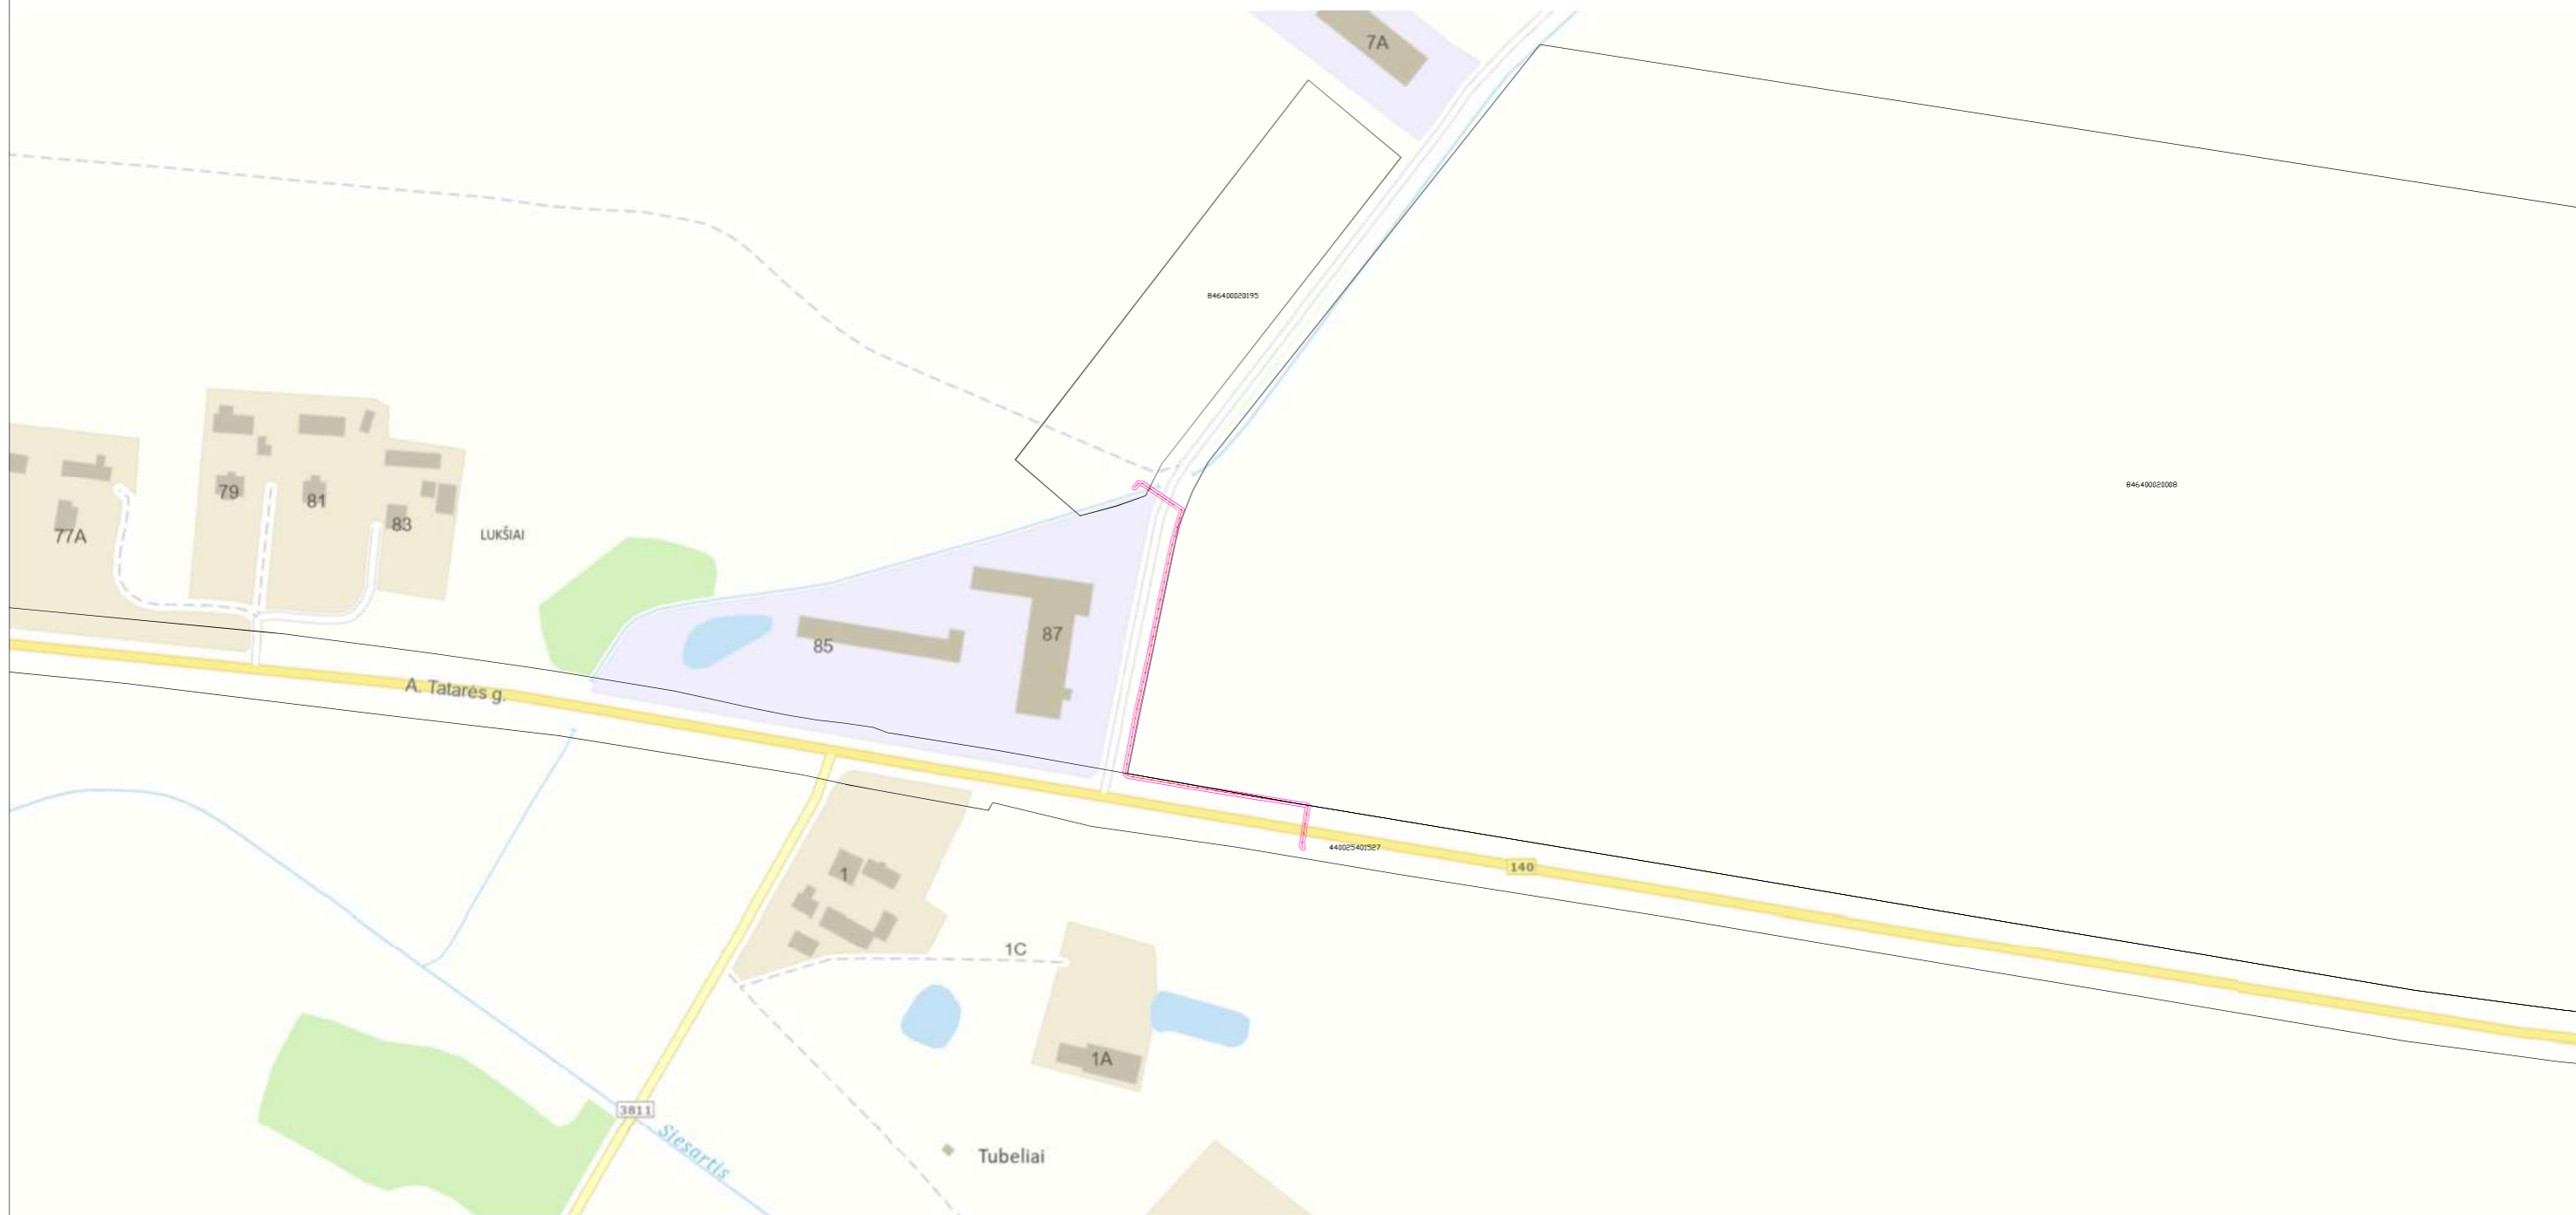 7A
846400020195
846400020008
79
81
83
77A
LUKŠIAI
87
85
A. Tatarės g.
440025401527
140
1
1C
1A
3811
Siesartis
Tubeliai